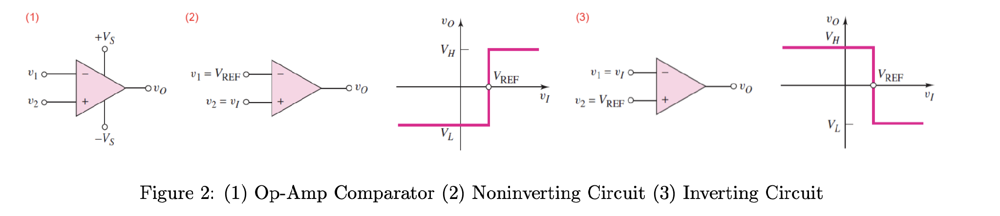 (1)
+V_S
v_1
−
v_2
+
v_O
−V_S
(2)
v_1 = V_REF
−
v_2 = v_I
+
v_O
v_O
V_H
V_REF
v_I
V_L
(3)
v_1 = v_I
−
v_2 = V_REF
+
v_O
v_O
V_H
V_REF
v_I
V_L
Figure 2: (1) Op-Amp Comparator (2) Noninverting Circuit (3) Inverting Circuit